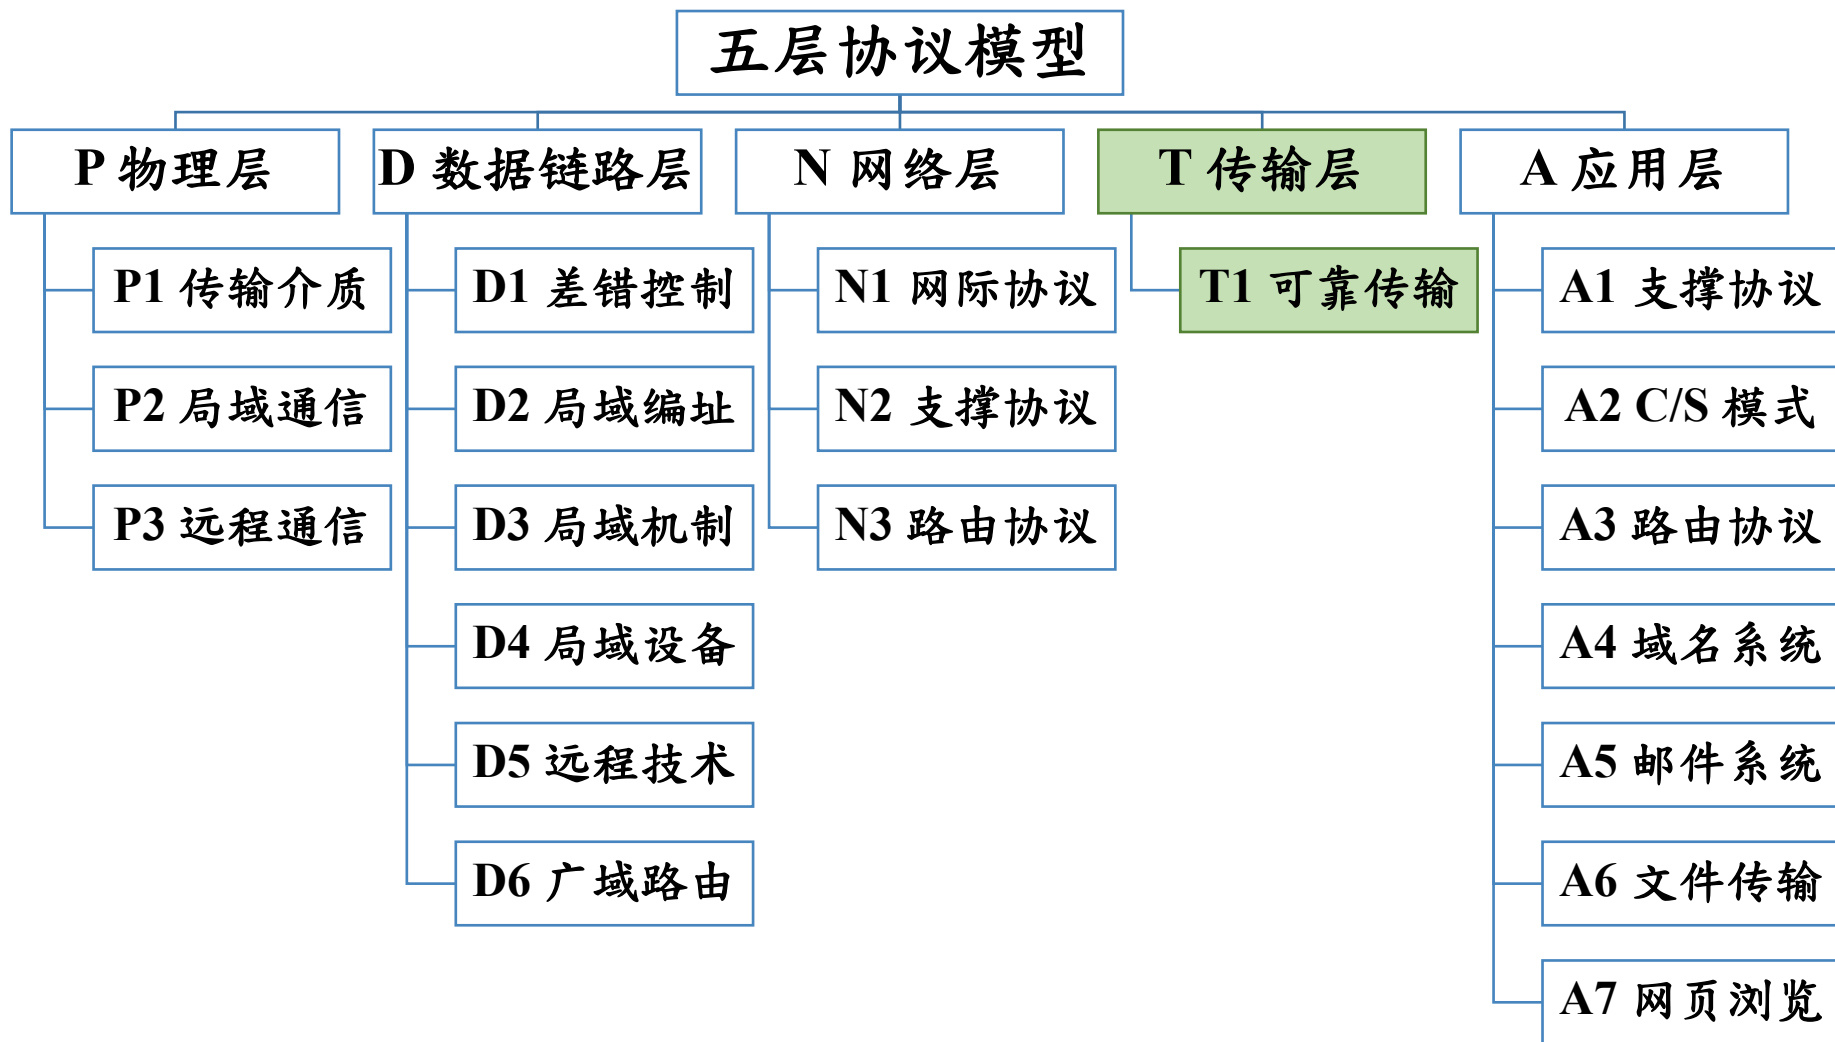 五层协议模型
P 物理层
P1 传输介质
P2 局域通信
P3 远程通信
D 数据链路层
D1 差错控制
D2 局域编址
D3 局域机制
D4 局域设备
D5 远程技术
D6 广域路由
N 网络层
N1 网际协议
N2 支撑协议
N3 路由协议
T 传输层
T1 可靠传输
A 应用层
A1 支撑协议
A2 C/S 模式
A3 路由协议
A4 域名系统
A5 邮件系统
A6 文件传输
A7 网页浏览